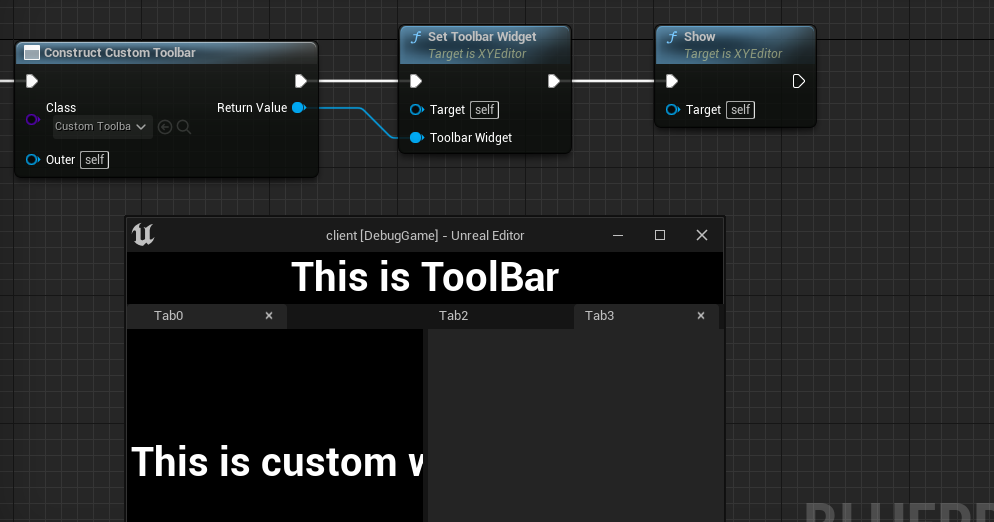 Construct Custom Toolbar
Class
Return Value
Custom Toolba
Outer self
Set Toolbar Widget
Target is XYEditor
Target self
Toolbar Widget
Show
Target is XYEditor
Target self
client [DebugGame] - Unreal Editor
This is ToolBar
Tab0
Tab2
Tab3
This is custom w